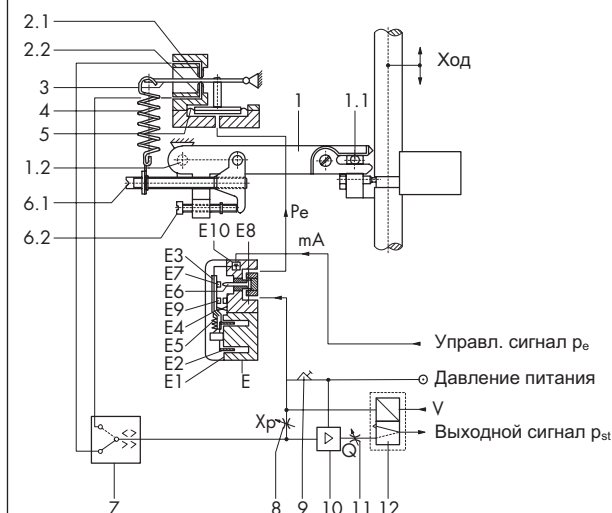 2.1
2.2
3
4
5
1.2
6.1
6.2
1
1.1
Ход
Pe
mA
E10 E8
E3
E7
E6
E9
E4
E5
E2
E1
E
Управл. сигнал pe
Давление питания
V
Выходной сигнал pst
Xp
Q
< >
< >
7
8
9
10
11
12